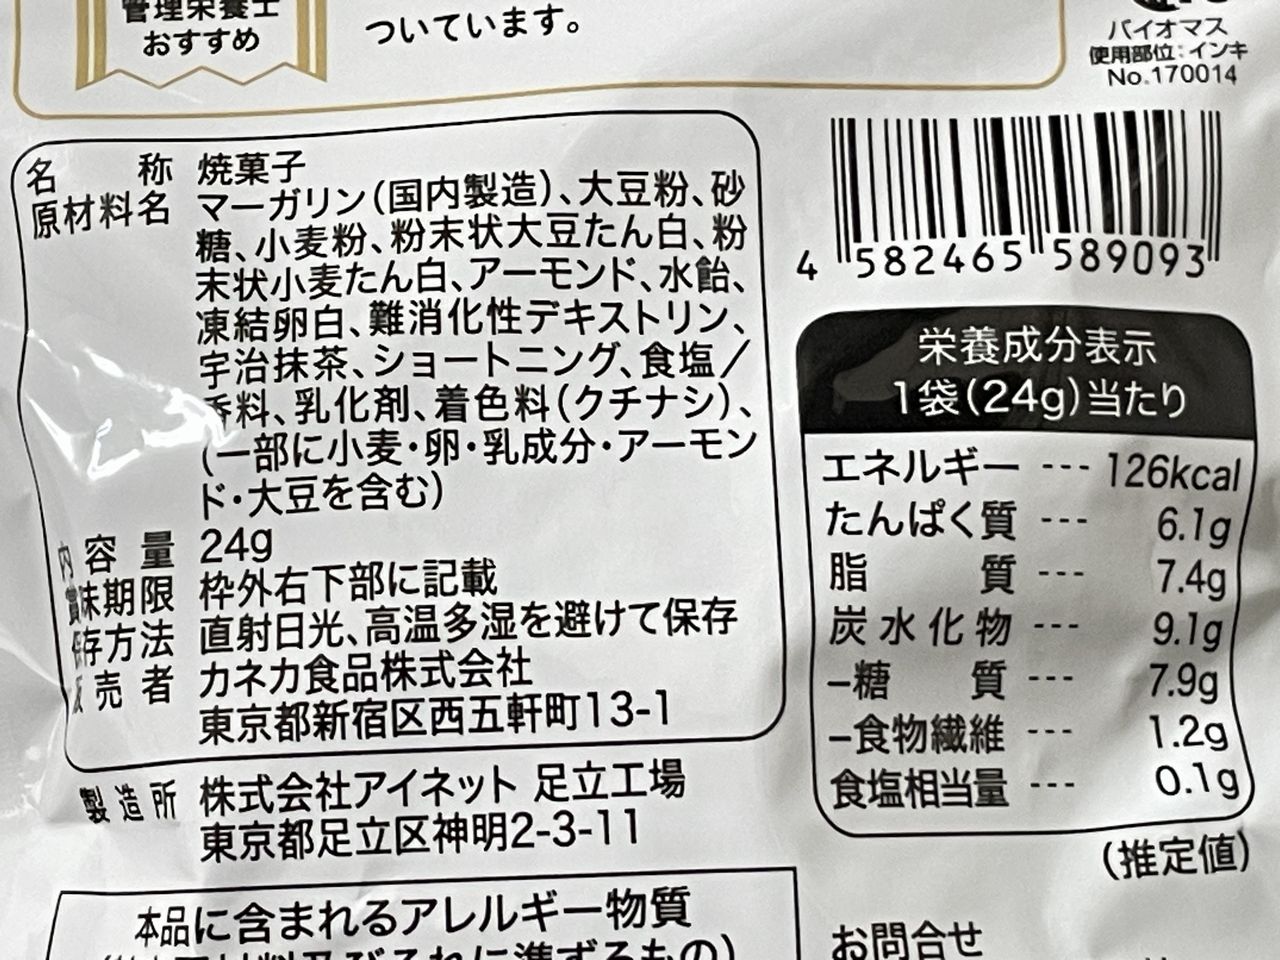 管理栄養士
おすすめ
ついています。
バイオマス
使用部位:インキ
No.170014
名称 焼菓子
原材料名 マーガリン(国内製造)、大豆粉、砂
糖、小麦粉、粉末状大豆たん白、粉
末状小麦たん白、アーモンド、水飴、
凍結卵白、難消化性デキストリン、
宇治抹茶、ショートニング、食塩/
香料、乳化剤、着色料(クチナシ)、
(一部に小麦・卵・乳成分・アーモン
ド・大豆を含む)
内容量 24g
賞味期限 枠外右下部に記載
保存方法 直射日光、高温多湿を避けて保存
販売者 カネカ食品株式会社
東京都新宿区西五軒町13-1
製造所 株式会社アイネット 足立工場
東京都足立区神明2-3-11
本品に含まれるアレルギー物質
4 582465 589093
栄養成分表示
1袋(24g)当たり
エネルギー --- 126kcal
たんぱく質 --- 6.1g
脂質 --- 7.4g
炭水化物 --- 9.1g
-糖質 --- 7.9g
-食物繊維 --- 1.2g
食塩相当量 --- 0.1g
(推定値)
お問合せ